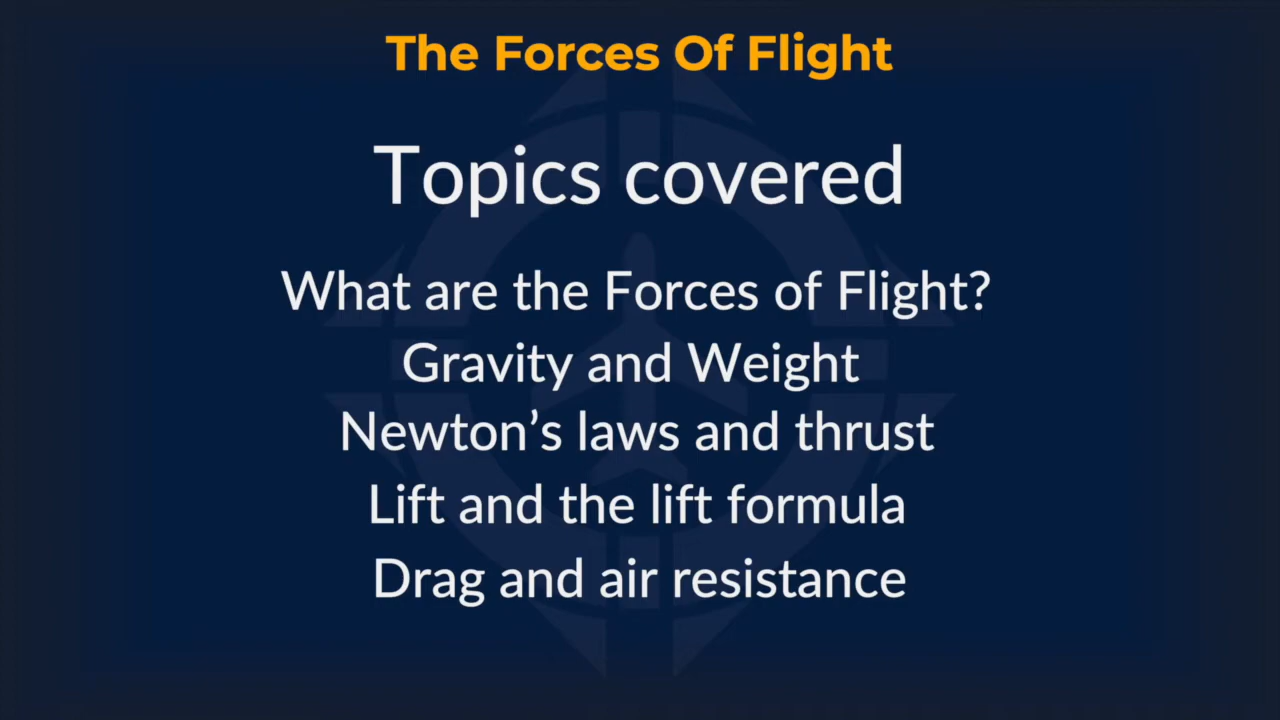 The Forces Of Flight
Topics covered
What are the Forces of Flight?
Gravity and Weight
Newton’s laws and thrust
Lift and the lift formula
Drag and air resistance